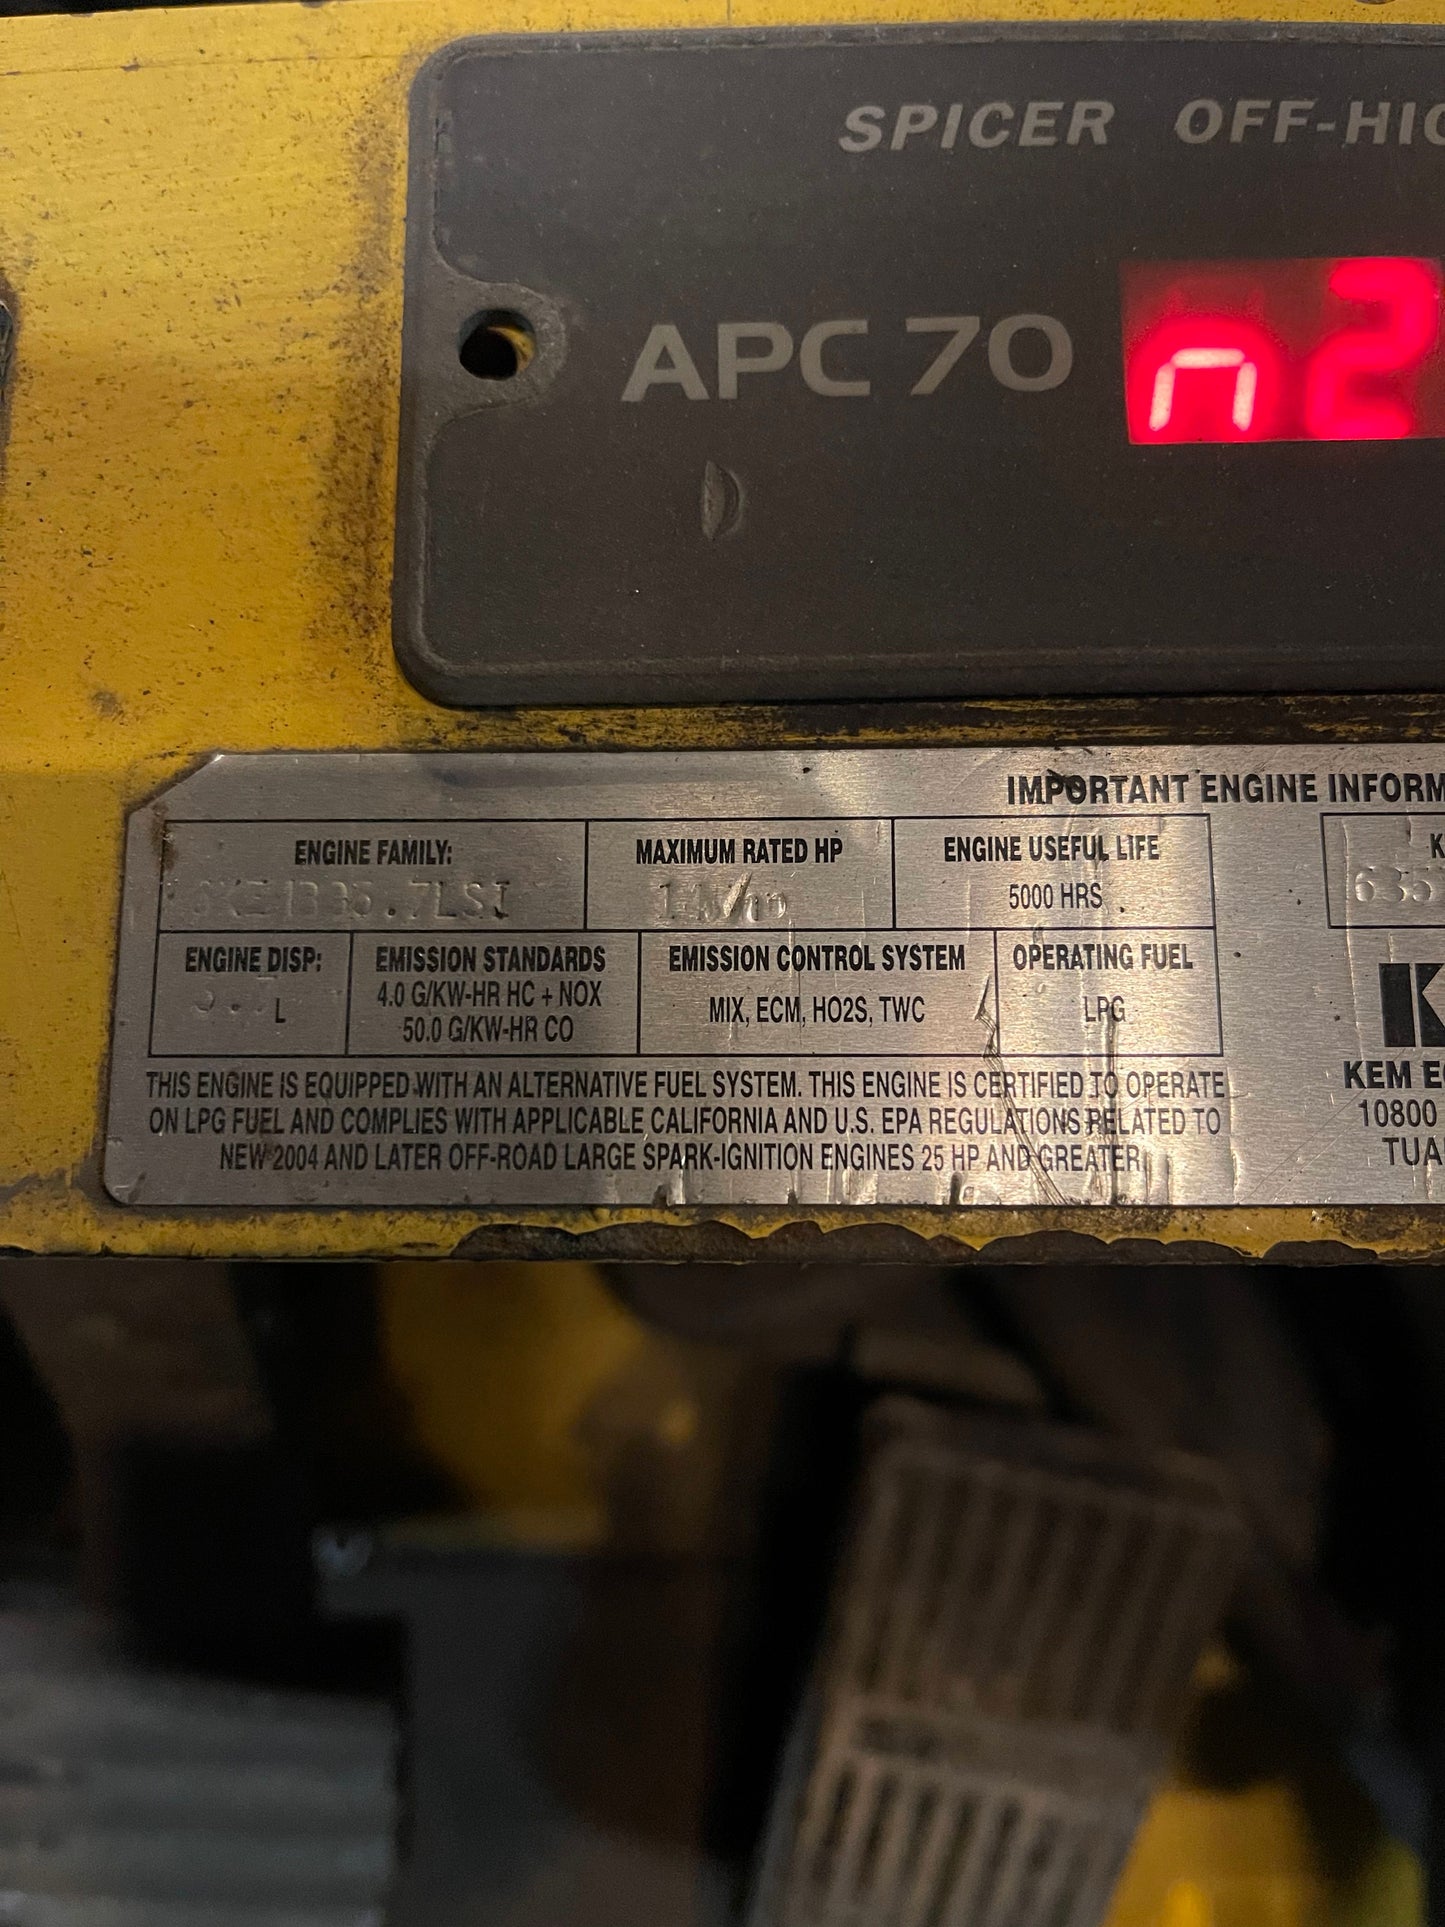 SPICER OFF-HIG
APC 70
n2
IMPORTANT ENGINE INFORM
ENGINE FAMILY: MAXIMUM RATED HP ENGINE USEFUL LIFE K
5000 HRS 635
ENGINE DISP: EMISSION STANDARDS EMISSION CONTROL SYSTEM OPERATING FUEL
4.0 G/KW-HR HC + NOX
L 50.0 G/KW-HR CO MIX, ECM, HO2S, TWC LPG
K
THIS ENGINE IS EQUIPPED WITH AN ALTERNATIVE FUEL SYSTEM. THIS ENGINE IS CERTIFIED TO OPERATE
ON LPG FUEL AND COMPLIES WITH APPLICABLE CALIFORNIA AND U.S. EPA REGULATIONS RELATED TO
NEW 2004 AND LATER OFF-ROAD LARGE SPARK-IGNITION ENGINES 25 HP AND GREATER.
KEM EQ
10800
TUA